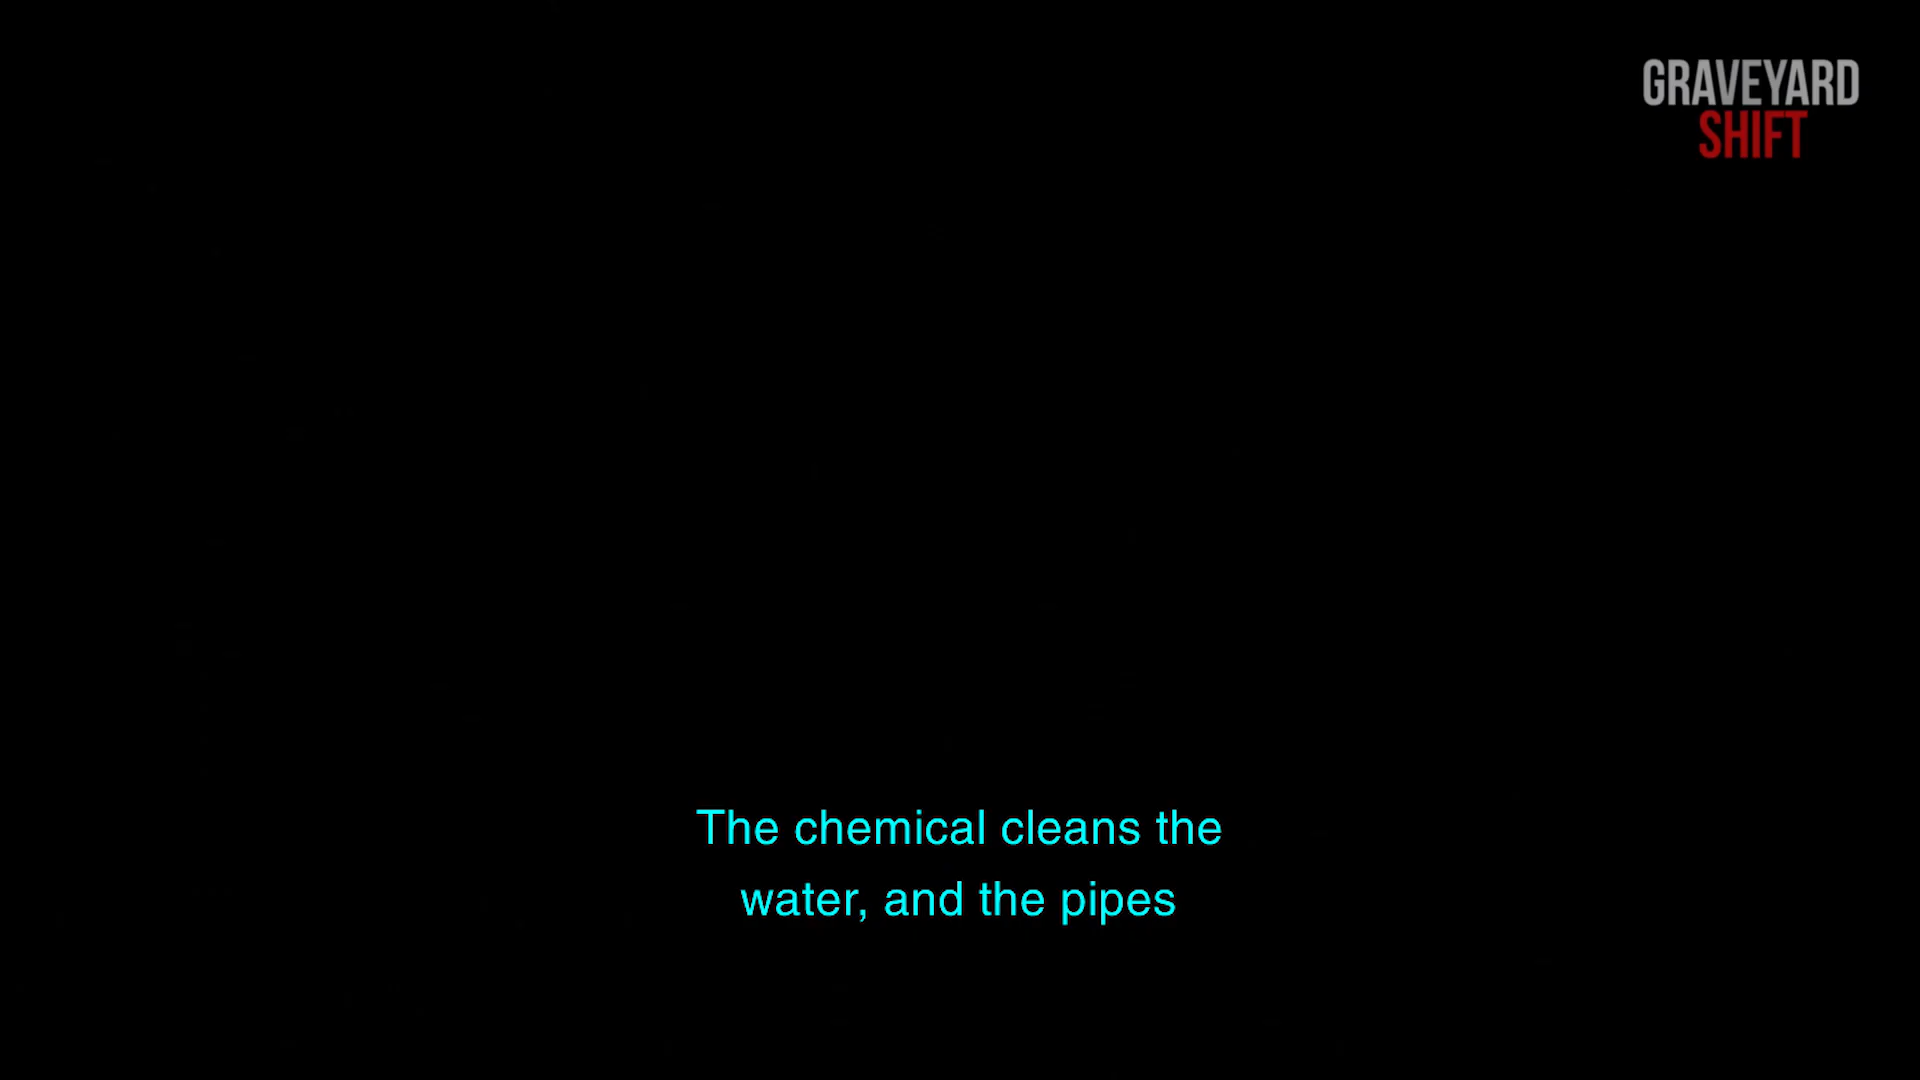 GRAVEYARD
SHIFT
The chemical cleans the
water, and the pipes